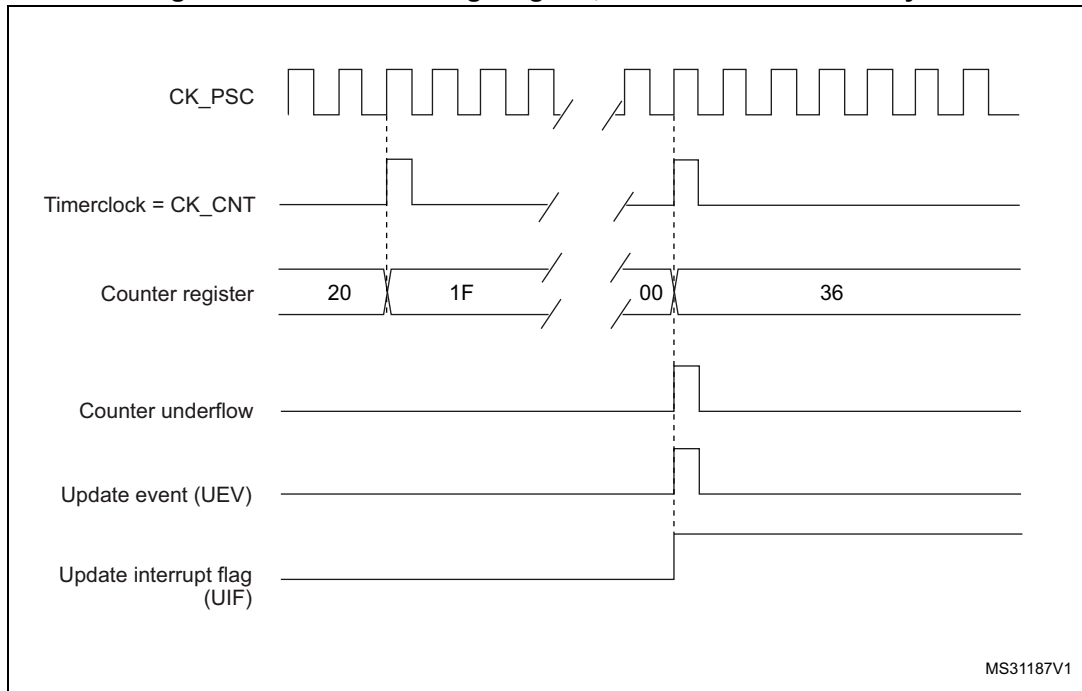 CK_PSC
Timerclock = CK_CNT
Counter register
20
1F
00
36
Counter underflow
Update event (UEV)
Update interrupt flag
(UIF)
MS31187V1